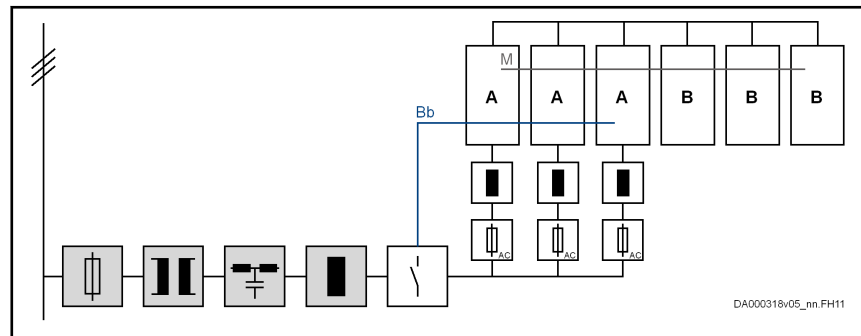 M
A A A B B B
Bb
AC AC AC
DA000318v05_nn.FH11